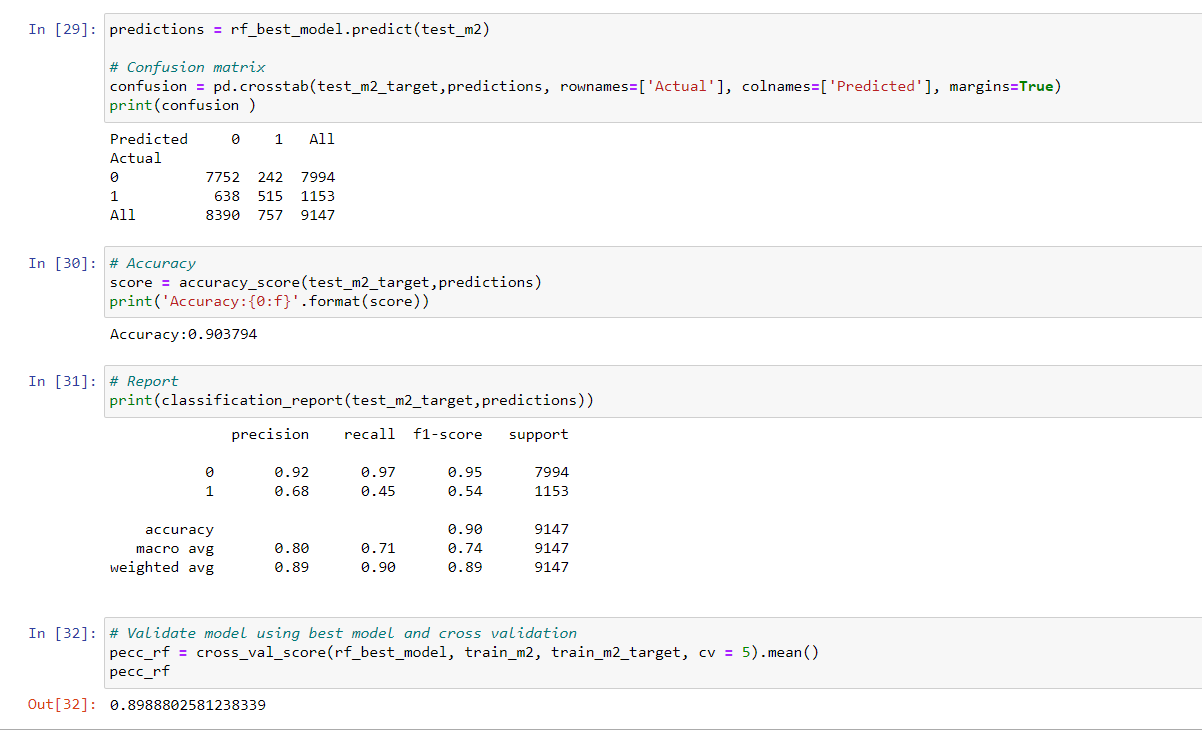 In [29]: predictions = rf_best_model.predict(test_m2)
# Confusion matrix
confusion = pd.crosstab(test_m2_target,predictions, rownames=['Actual'], colnames=['Predicted'], margins=True)
print(confusion )
Predicted 0 1 All
Actual
0 7752 242 7994
1 638 515 1153
All 8390 757 9147
In [30]: # Accuracy
score = accuracy_score(test_m2_target,predictions)
print('Accuracy:{0:f}'.format(score))
Accuracy:0.903794
In [31]: # Report
print(classification_report(test_m2_target,predictions))
precision recall f1-score support
0 0.92 0.97 0.95 7994
1 0.68 0.45 0.54 1153
accuracy 0.90 9147
macro avg 0.80 0.71 0.74 9147
weighted avg 0.89 0.90 0.89 9147
In [32]: # Validate model using best model and cross validation
pecc_rf = cross_val_score(rf_best_model, train_m2, train_m2_target, cv = 5).mean()
pecc_rf
Out[32]: 0.8988802581238339